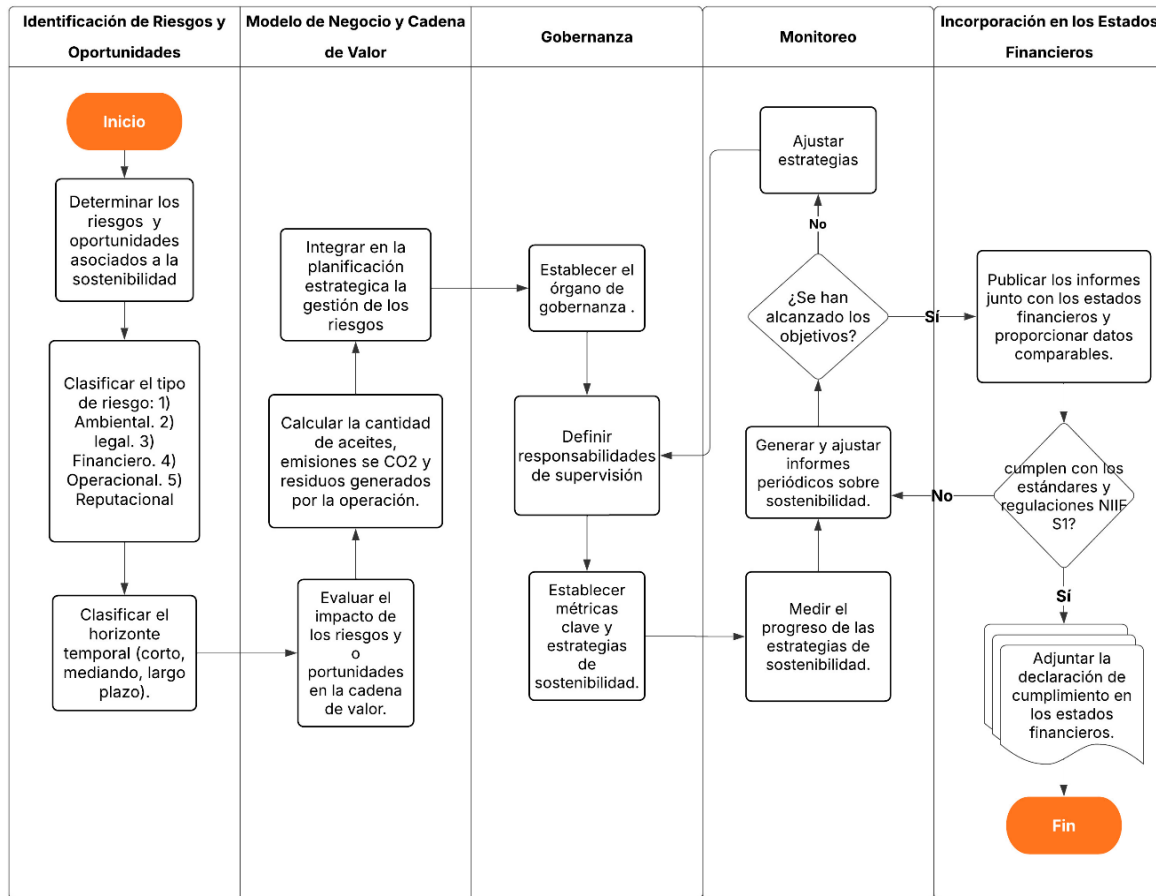 Identificación de Riesgos y
Oportunidades
Modelo de Negocio y Cadena
de Valor
Gobernanza
Monitoreo
Incorporación en los Estados
Financieros
Inicio
Determinar los
riesgos y
oportunidades
asociados a la
sostenibilidad
Clasificar el tipo
de riesgo: 1)
Ambiental. 2)
legal. 3)
Financiero. 4)
Operacional. 5)
Reputacional
Clasificar el
horizonte
temporal (corto,
mediando, largo
plazo).
Integrar en la
planificación
estrategica la
gestión de los
riesgos
Calcular la cantidad
de aceites,
emisiones se CO2 y
residuos generados
por la operación.
Evaluar el
impacto de
los riesgos y
o
portunidades
en la cadena
de valor.
Establecer el
órgano de
gobernanza .
Definir
responsabilidades
de supervisión
Establecer
métricas
clave y
estrategias
de
sostenibilidad.
Ajustar
estrategias
No
¿Se han
alcanzado los
objetivos?
Sí
Generar y ajustar
informes
periódicos sobre
sostenibilidad.
Medir el
progreso de las
estrategias de
sostenibilidad.
Publicar los informes
junto con los estados
financieros y
proporcionar datos
comparables.
cumplen con los
estándares y
regulaciones NIIF
S1?
No
Sí
Adjuntar la
declaración de
cumplimiento en
los estados
financieros.
Fin